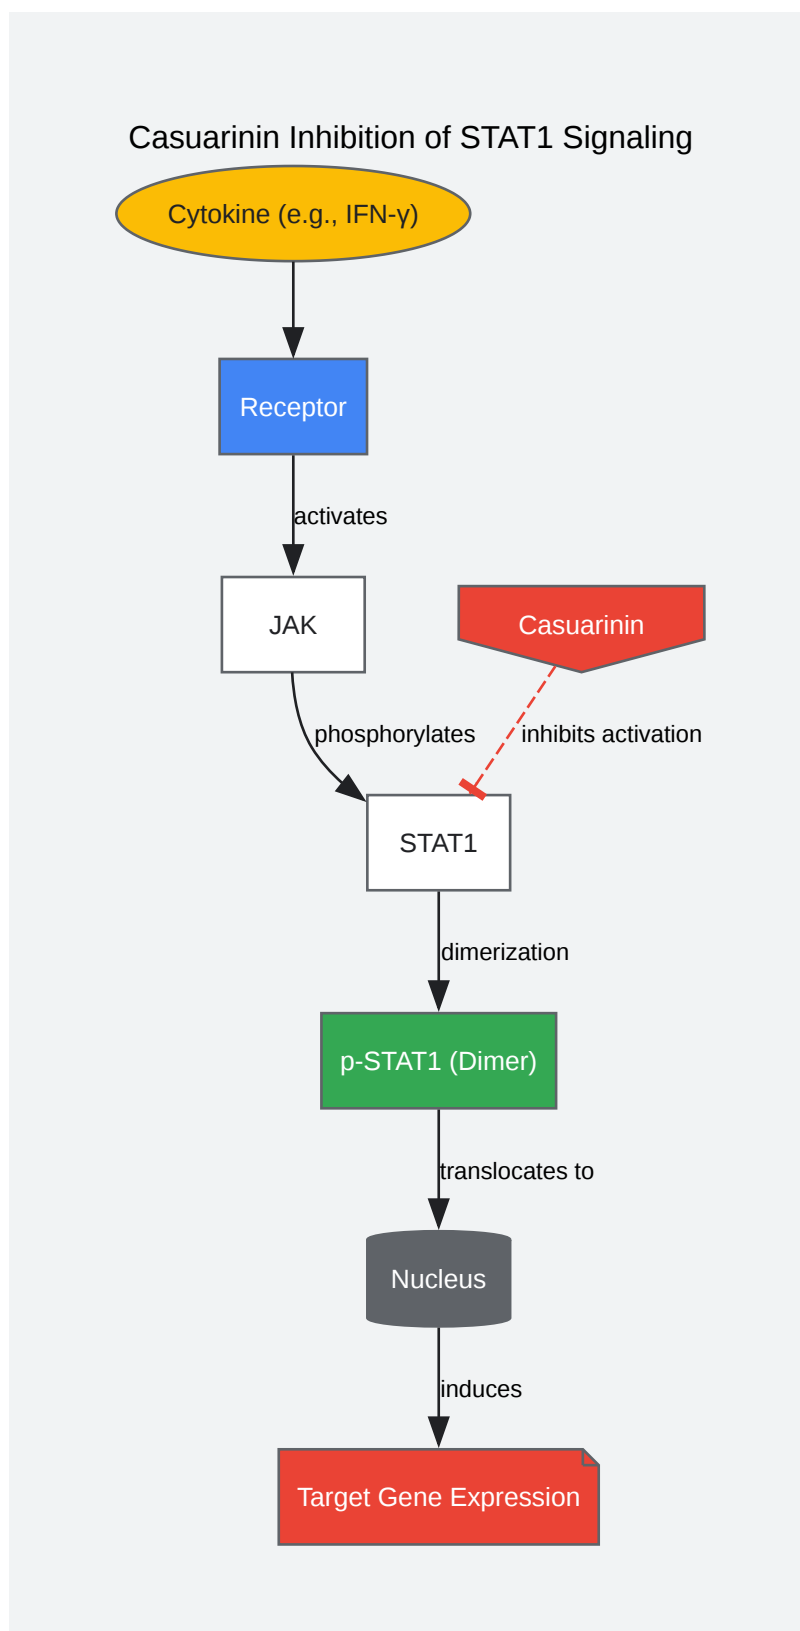 Casuarinin Inhibition of STAT1 Signaling
Cytokine (e.g., IFN-γ)
Receptor
activates
JAK
Casuarinin
phosphorylates
inhibits activation
STAT1
dimerization
p-STAT1 (Dimer)
translocates to
Nucleus
induces
Target Gene Expression